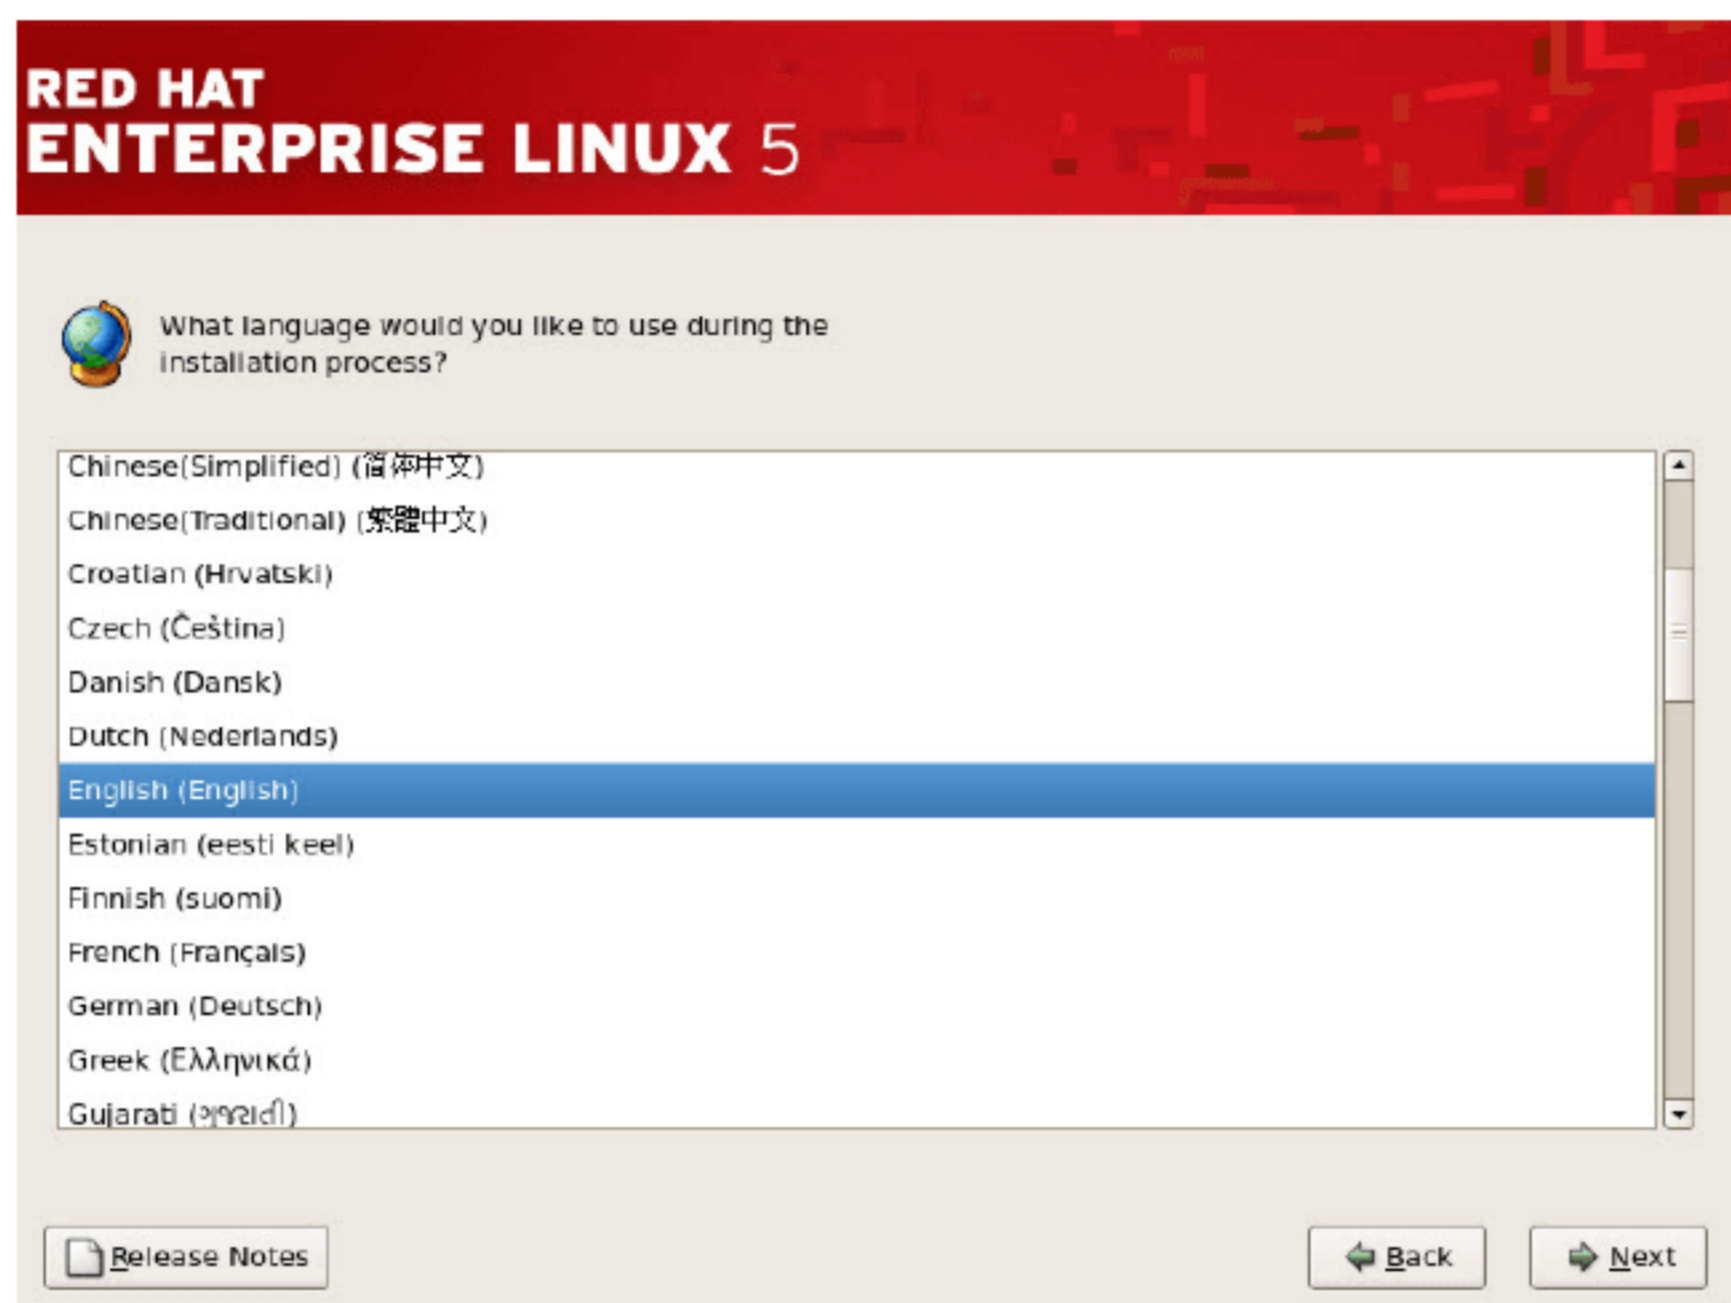 RED HAT
ENTERPRISE LINUX 5
What language would you like to use during the
installation process?
Chinese(Simplified) (简体中文)
Chinese(Traditional) (繁體中文)
Croatian (Hrvatski)
Czech (Čeština)
Danish (Dansk)
Dutch (Nederlands)
English (English)
Estonian (eesti keel)
Finnish (suomi)
French (Français)
German (Deutsch)
Greek (Ελληνικά)
Gujarati (ગુજરાતી)
Release Notes
Back
Next